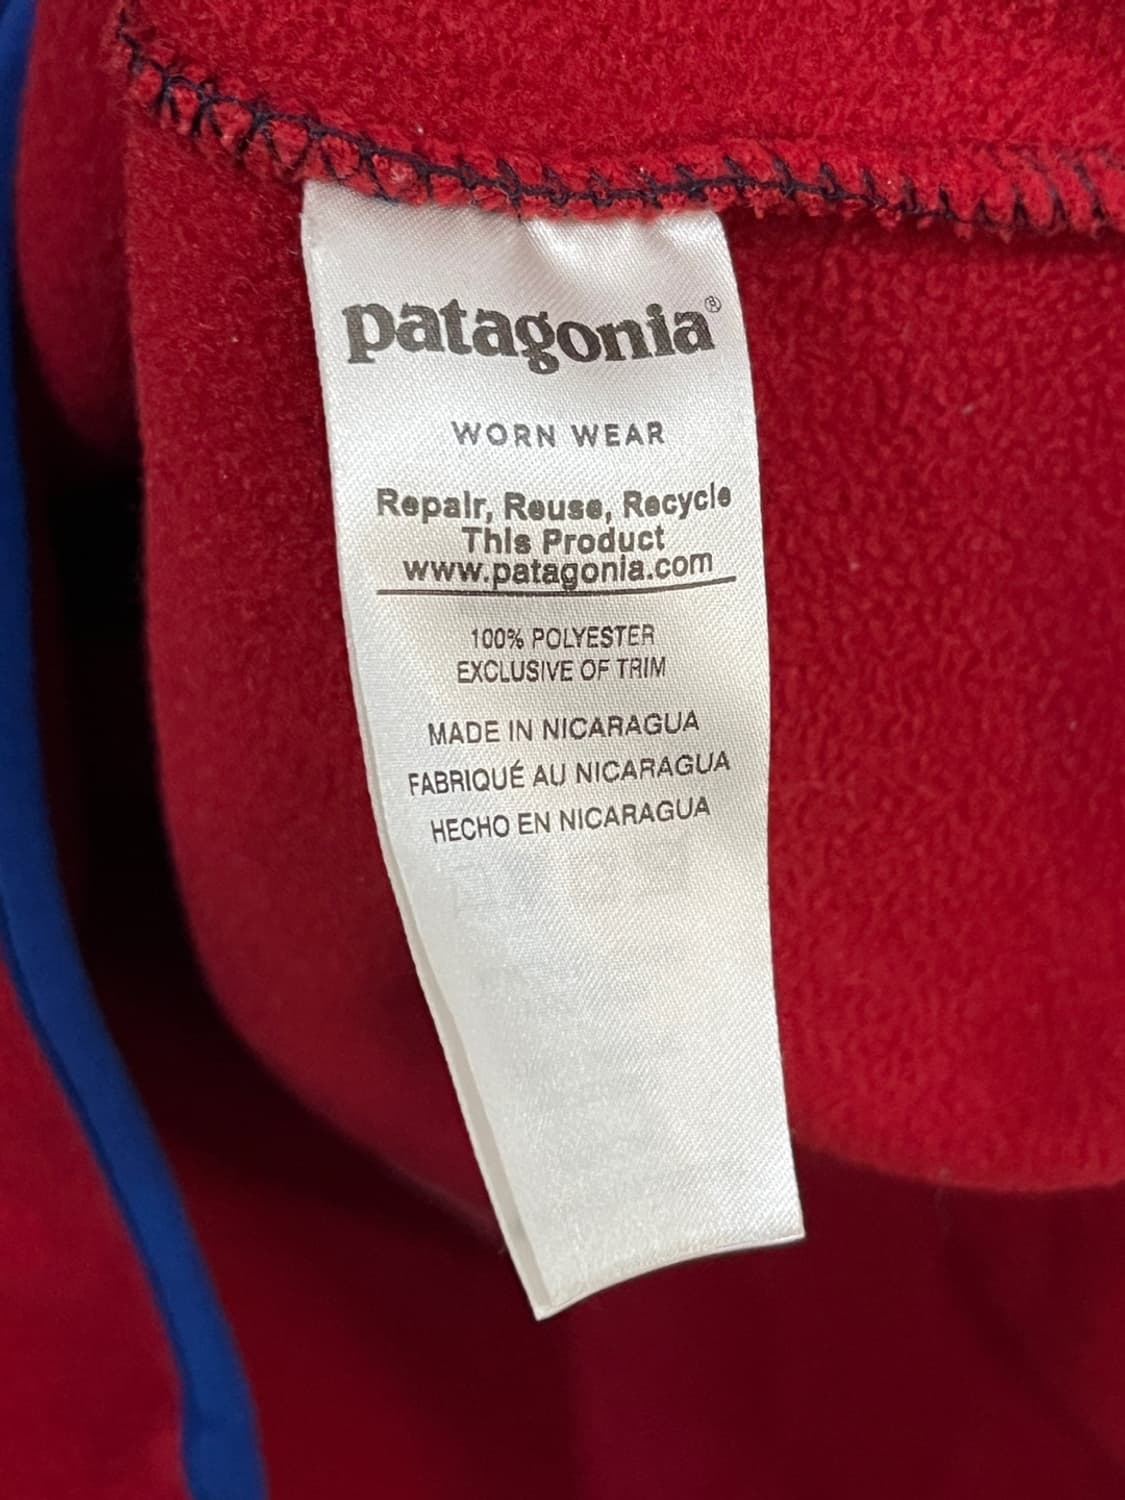 patagonia®
WORN WEAR
Repair, Reuse, Recycle
This Product
www.patagonia.com
100% POLYESTER
EXCLUSIVE OF TRIM
MADE IN NICARAGUA
FABRIQUÉ AU NICARAGUA
HECHO EN NICARAGUA